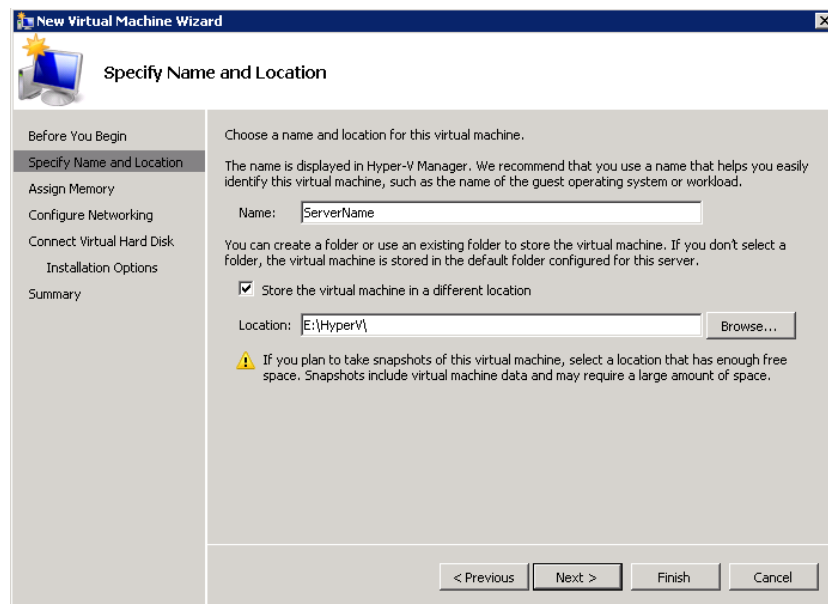 New Virtual Machine Wizard
Specify Name and Location
Before You Begin
Specify Name and Location
Assign Memory
Configure Networking
Connect Virtual Hard Disk
Installation Options
Summary
Choose a name and location for this virtual machine.
The name is displayed in Hyper-V Manager. We recommend that you use a name that helps you easily
identify this virtual machine, such as the name of the guest operating system or workload.
Name: ServerName
You can create a folder or use an existing folder to store the virtual machine. If you don't select a
folder, the virtual machine is stored in the default folder configured for this server.
Store the virtual machine in a different location
Location: E:\HyperV\ Browse...
If you plan to take snapshots of this virtual machine, select a location that has enough free
space. Snapshots include virtual machine data and may require a large amount of space.
< Previous Next > Finish Cancel